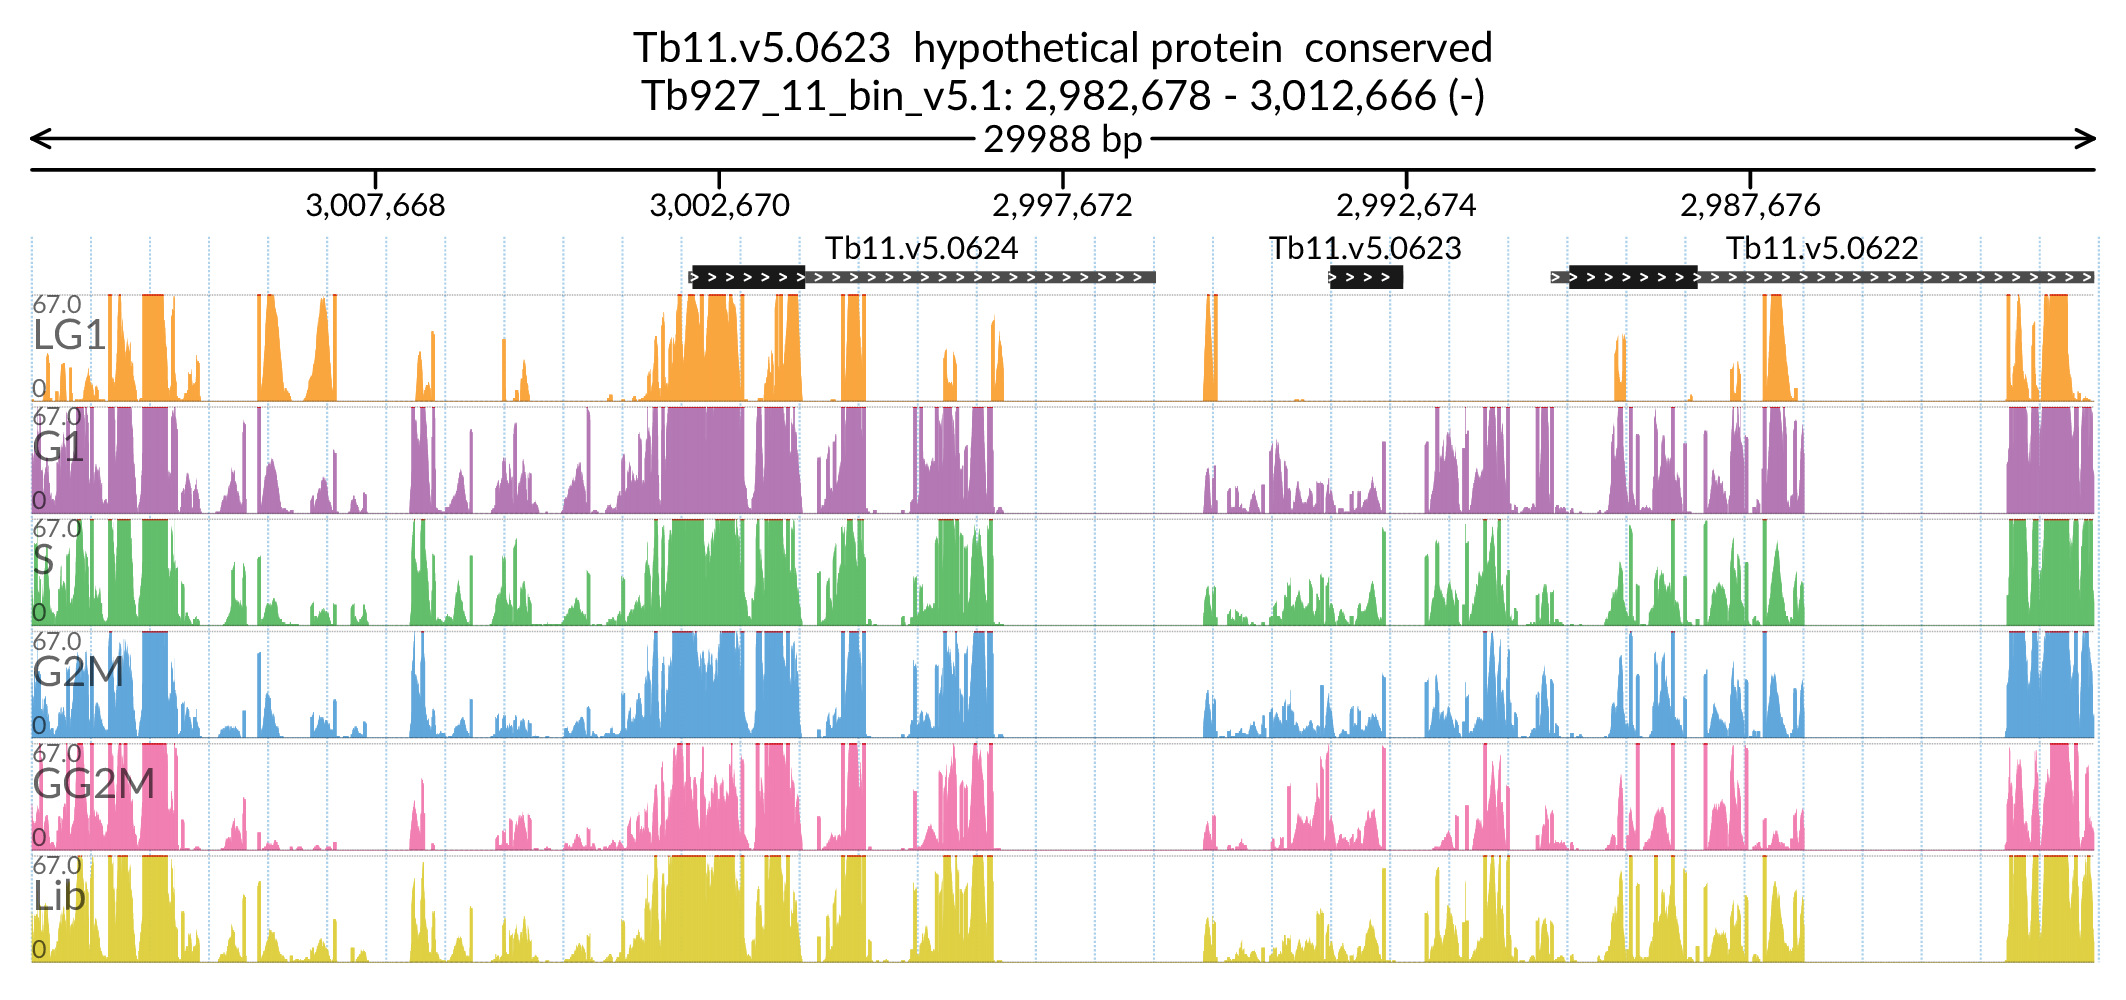 Tb11.v5.0623 hypothetical protein conserved
Tb927_11_bin_v5.1: 2,982,678 - 3,012,666 (-)
29988 bp
3,007,668 3,002,670 2,997,672 2,992,674 2,987,676
Tb11.v5.0624 Tb11.v5.0623 Tb11.v5.0622
67.0
LG1
0
67.0
G1
0
67.0
S
0
67.0
G2M
0
67.0
GG2M
0
67.0
Lib
0